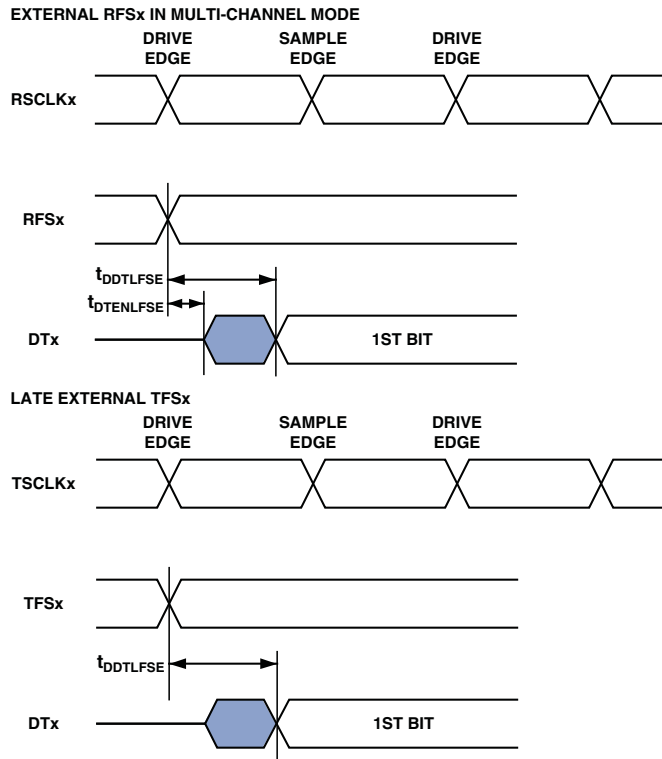 EXTERNAL RFSx IN MULTI-CHANNEL MODE
DRIVE EDGE
SAMPLE EDGE
DRIVE EDGE
RSCLKx
RFSx
tDDTLFSE
tDTENLFSE
DTx
1ST BIT
LATE EXTERNAL TFSx
DRIVE EDGE
SAMPLE EDGE
DRIVE EDGE
TSCLKx
TFSx
tDDTLFSE
DTx
1ST BIT